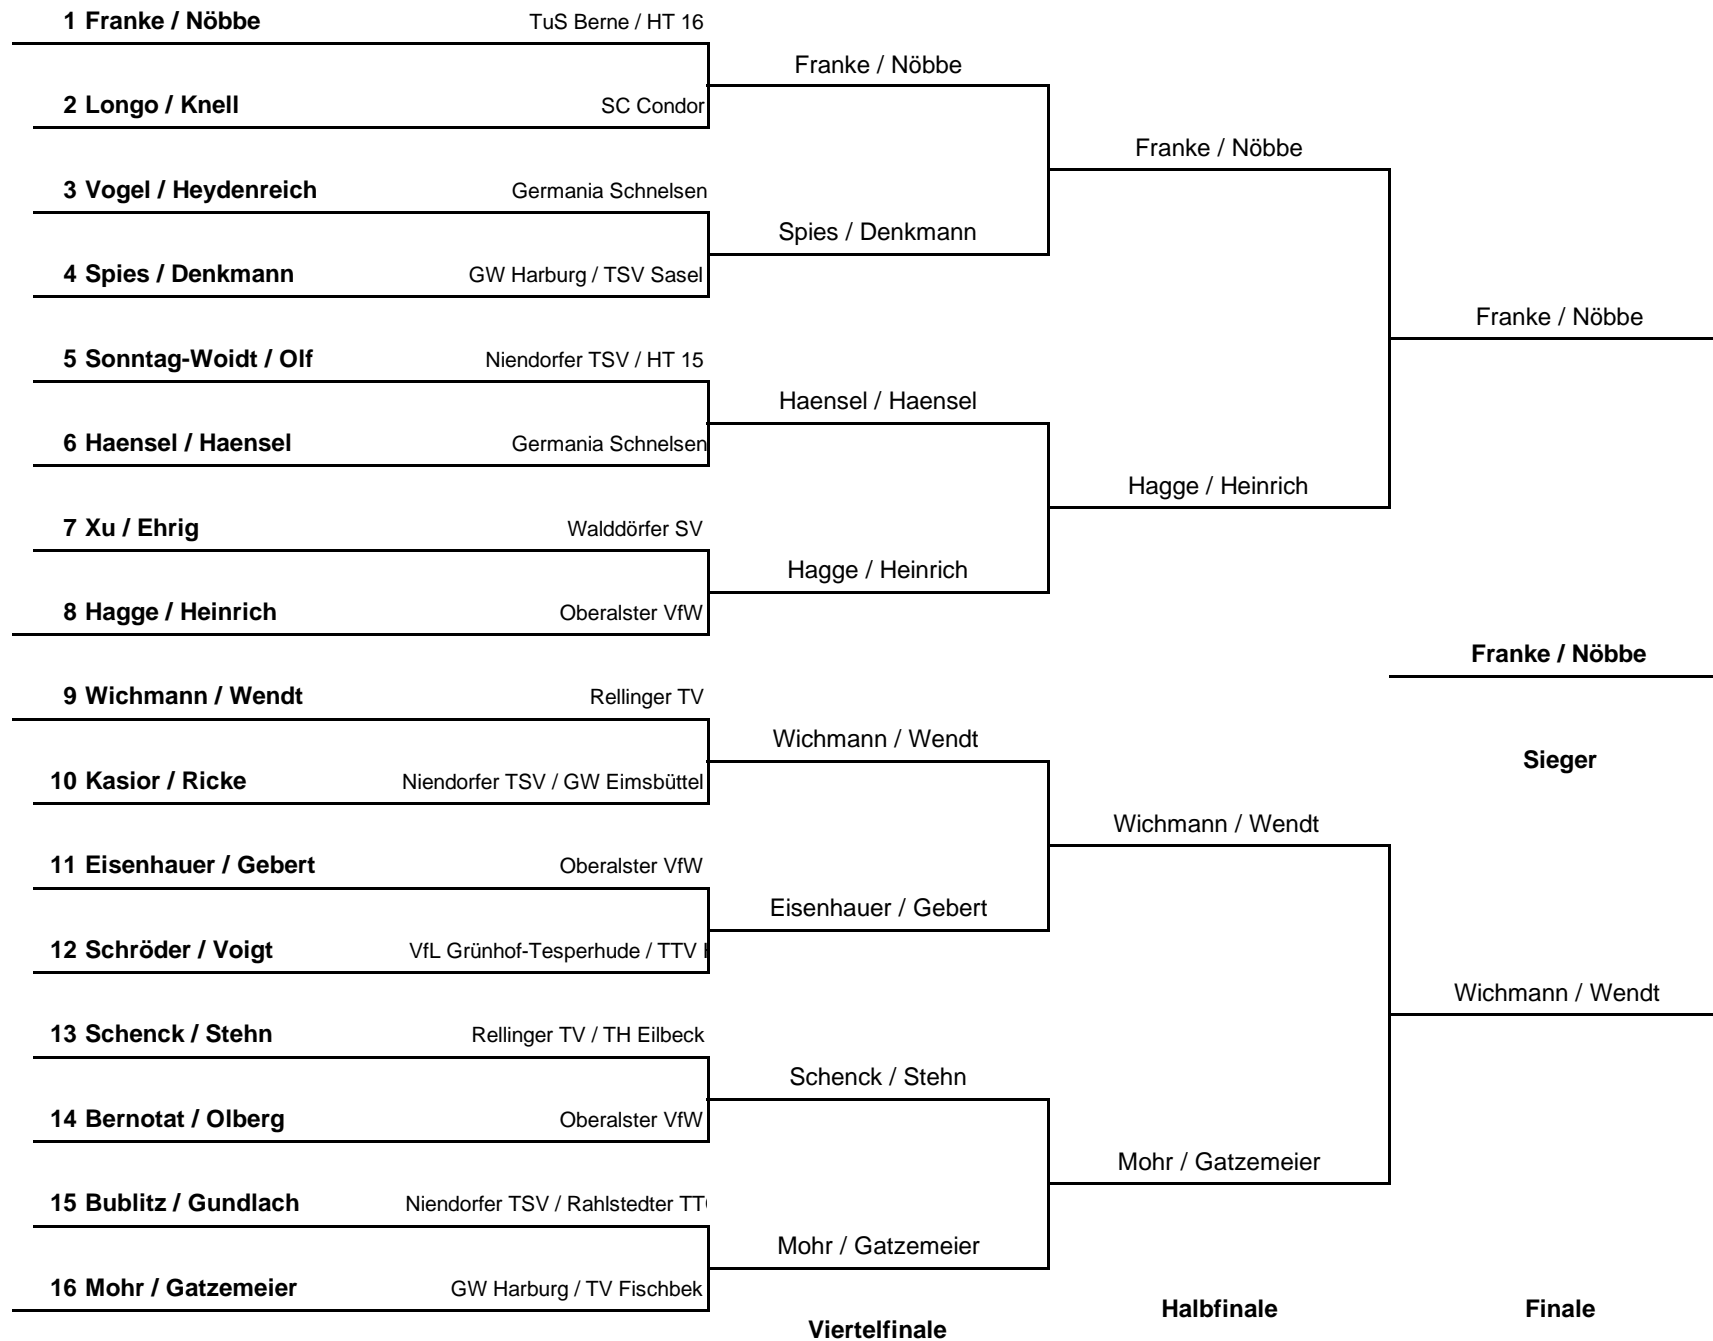 1 Franke / Nöbbe TuS Berne / HT 16
Franke / Nöbbe
2 Longo / Knell SC Condor
Franke / Nöbbe
3 Vogel / Heydenreich Germania Schnelsen
Spies / Denkmann
4 Spies / Denkmann GW Harburg / TSV Sasel
Franke / Nöbbe
5 Sonntag-Woidt / Olf Niendorfer TSV / HT 15
Haensel / Haensel
6 Haensel / Haensel Germania Schnelsen
Hagge / Heinrich
7 Xu / Ehrig Walddörfer SV
Hagge / Heinrich
8 Hagge / Heinrich Oberalster VfW
Franke / Nöbbe
9 Wichmann / Wendt Rellinger TV
Wichmann / Wendt
Sieger
10 Kasior / Ricke Niendorfer TSV / GW Eimsbüttel
Wichmann / Wendt
11 Eisenhauer / Gebert Oberalster VfW
Eisenhauer / Gebert
12 Schröder / Voigt VfL Grünhof-Tesperhude / TTV
Wichmann / Wendt
13 Schenck / Stehn Rellinger TV / TH Eilbeck
Schenck / Stehn
14 Bernotat / Olberg Oberalster VfW
Mohr / Gatzemeier
15 Bublitz / Gundlach Niendorfer TSV / Rahlstedter
Mohr / Gatzemeier
16 Mohr / Gatzemeier GW Harburg / TV Fischbek
Halbfinale Finale
Viertelfinale